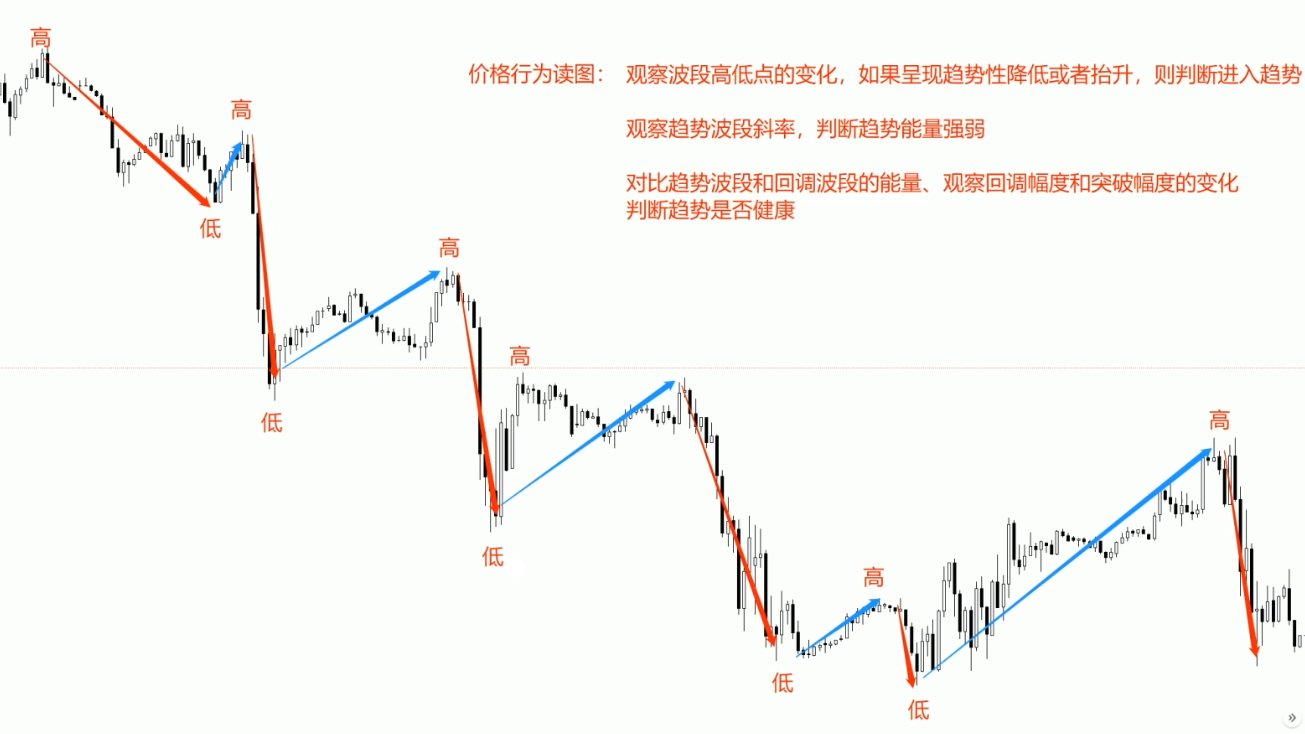 高
价格行为读图： 观察波段高低点的变化，如果呈现趋势性降低或者抬升，则判断进入趋势
高
观察趋势波段斜率，判断趋势能量强弱
对比趋势波段和回调波段的能量、观察回调幅度和突破幅度的变化
判断趋势是否健康
低
高
高
低
高
低
高
低
低